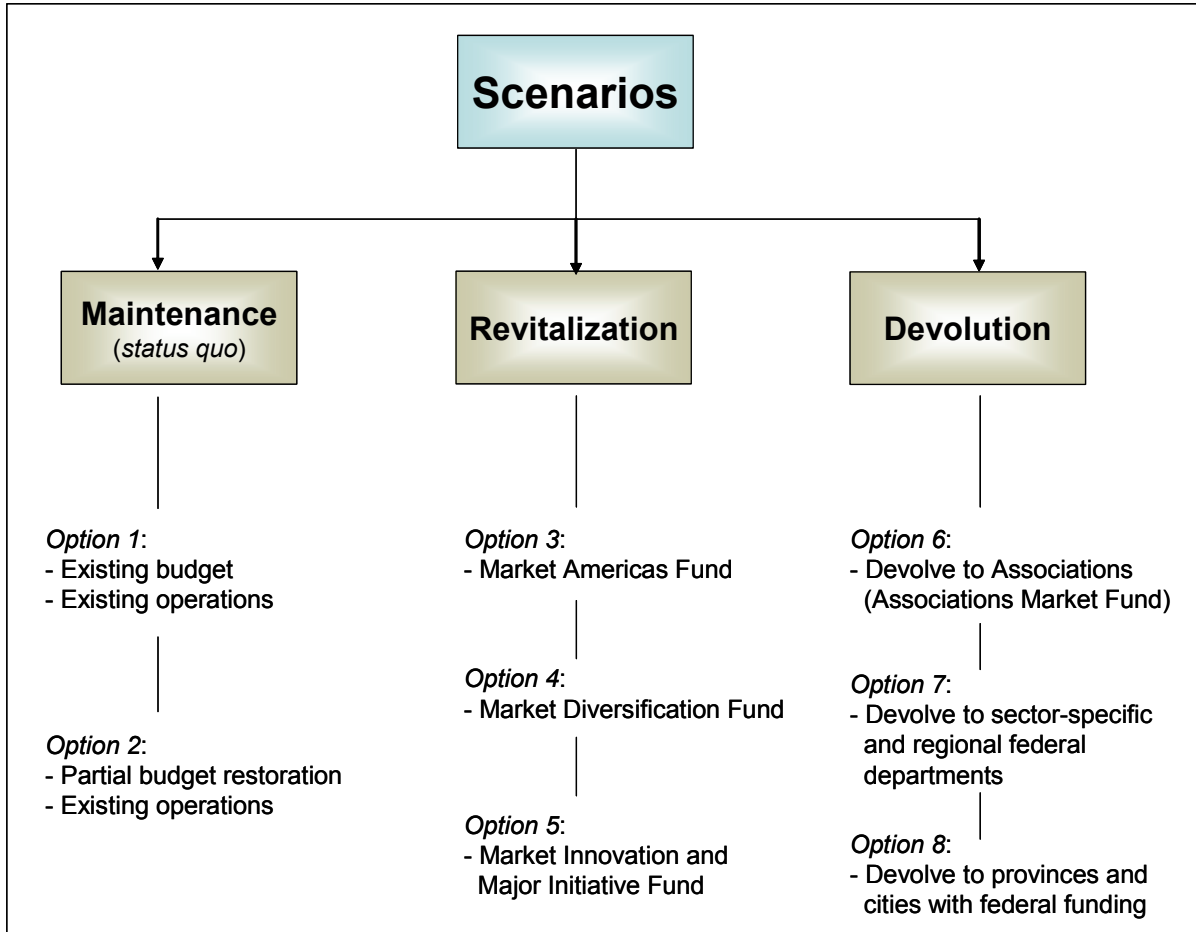 Scenarios
Maintenance
(status quo)
Revitalization
Devolution
Option 1:
- Existing budget
- Existing operations
Option 2:
- Partial budget restoration
- Existing operations
Option 3:
- Market Americas Fund
Option 4:
- Market Diversification Fund
Option 5:
- Market Innovation and
Major Initiative Fund
Option 6:
- Devolve to Associations
(Associations Market Fund)
Option 7:
- Devolve to sector-specific
and regional federal
departments
Option 8:
- Devolve to provinces and
cities with federal funding